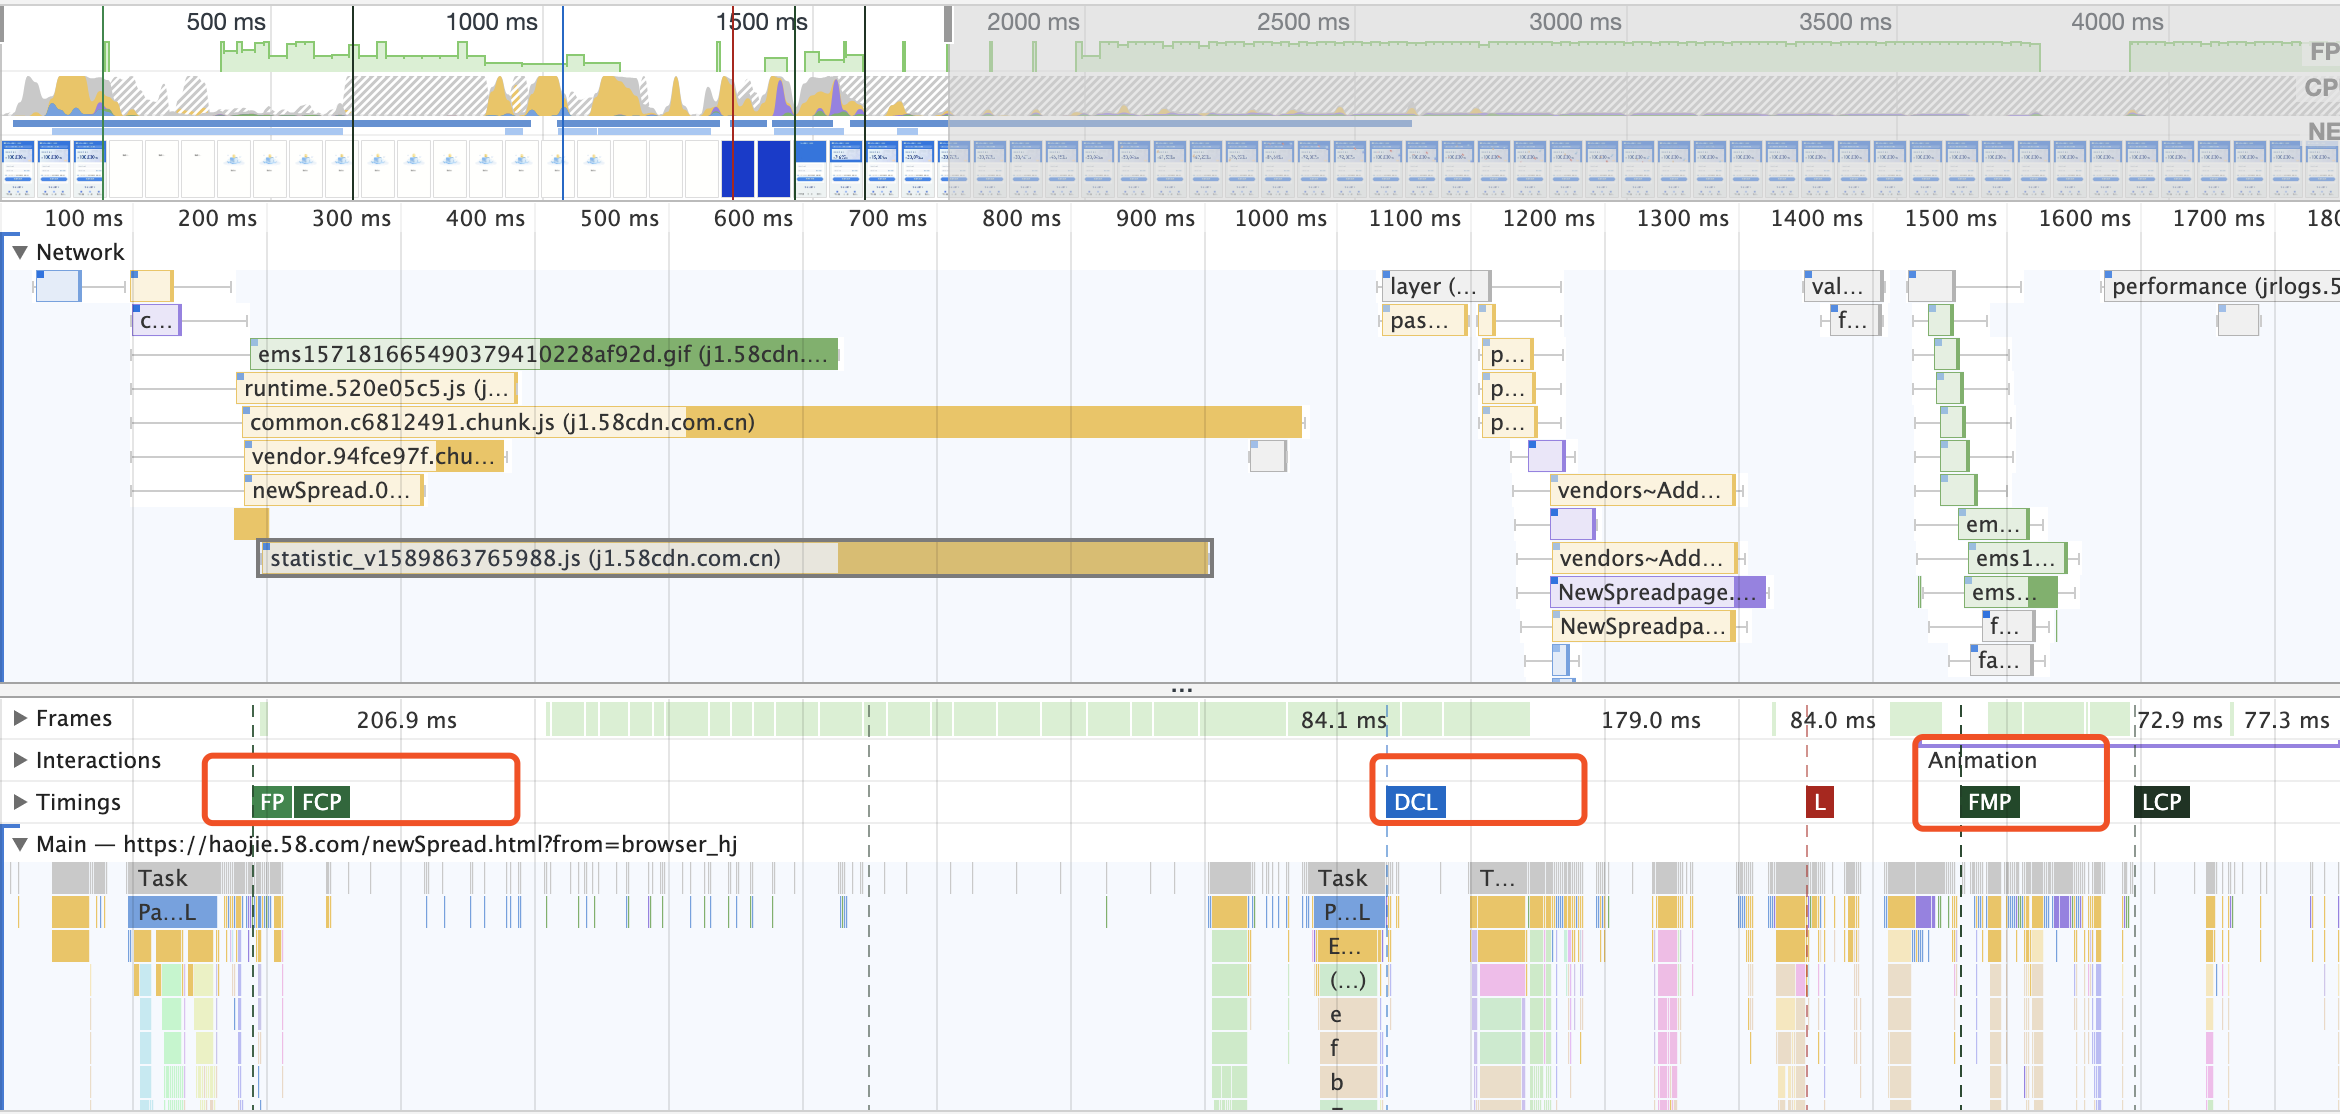 500 ms 1000 ms 1500 ms 2000 ms 2500 ms 3000 ms 3500 ms 4000 ms
FP
CP
NE
100 ms 200 ms 300 ms 400 ms 500 ms 600 ms 700 ms 800 ms 900 ms 1000 ms 1100 ms 1200 ms 1300 ms 1400 ms 1500 ms 1600 ms 1700 ms 180
Network
layer (... val... performance (jrlogs.5
c... pas... f...
ems157181665490379410228af92d.gif (j1.58cdn.... p...
runtime.520e05c5.js (j... p...
common.c6812491.chunk.js (j1.58cdn.com.cn) p...
vendor.94fce97f.chu...
newSpread.0... vendors~Add...
em...
statistic_v1589863765988.js (j1.58cdn.com.cn) vendors~Add... ems1...
NewSpreadpage.... ems...
NewSpreadpa... f...
fa...
...
Frames 206.9 ms 84.1 ms 179.0 ms 84.0 ms 72.9 ms 77.3 ms
Interactions Animation
Timings FP FCP DCL L FMP LCP
Main — https://haojie.58.com/newSpread.html?from=browser_hj
Task Task T...
Pa...L P...L
E...
(...)
e
f
b